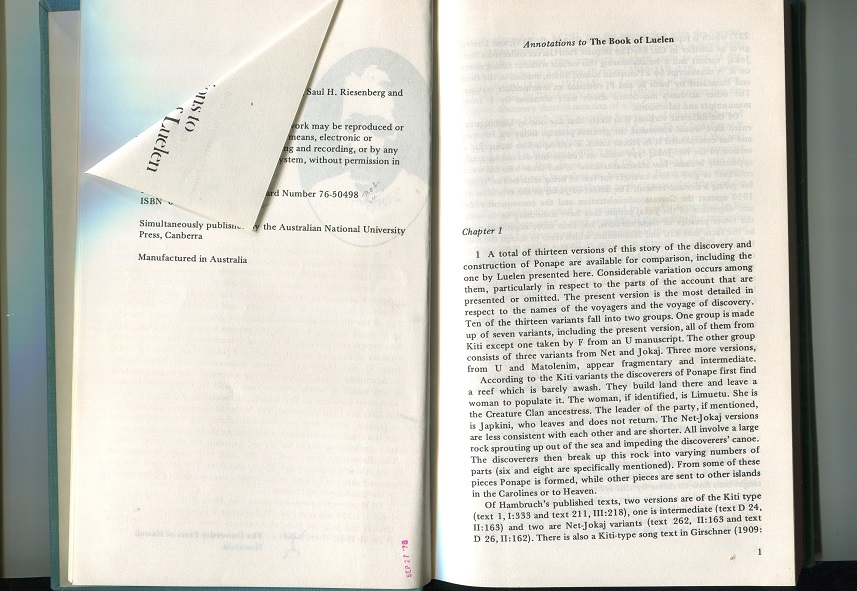 ons to
Luelen
Saul H. Riesenberg and
ork may be reproduced or
means, electronic or
ng and recording, or by any
ystem, without permission in
rd Number 76-50498
ISBN
Simultaneously publishe y the Australian National University
Press, Canberra
Manufactured in Australia
SEP 27 '78
Annotations to The Book of Luelen
Chapter 1
1 A total of thirteen versions of this story of the discovery and
construction of Ponape are available for comparison, including the
one by Luelen presented here. Considerable variation occurs among
them, particularly in respect to the parts of the account that are
presented or omitted. The present version is the most detailed in
respect to the names of the voyagers and the voyage of discovery.
Ten of the thirteen variants fall into two groups. One group is made
up of seven variants, including the present version, all of them from
Kiti except one taken by F from an U manuscript. The other group
consists of three variants from Net and Jokaj. Three more versions,
from U and Matolenim, appear fragmentary and intermediate.
According to the Kiti variants the discoverers of Ponape first find
a reef which is barely awash. They build land there and leave a
woman to populate it. The woman, if identified, is Limuetu. She is
the Creature Clan ancestress. The leader of the party, if mentioned,
is Japkini, who leaves and does not return. The Net-Jokaj versions
are less consistent with each other and are shorter. All involve a large
rock sprouting up out of the sea and impeding the discoverers' canoe.
The discoverers then break up this rock into varying numbers of
parts (six and eight are specifically mentioned). From some of these
pieces Ponape is formed, while other pieces are sent to other islands
in the Carolines or to Heaven.
Of Hambruch's published texts, two versions are of the Kiti type
(text 1, I:333 and text 211, III:218), one is intermediate (text D 24,
II:163) and two are Net-Jokaj variants (text 262, II:163 and text
D 26, II:162). There is also a Kiti-type song text in Girschner (1909:
1